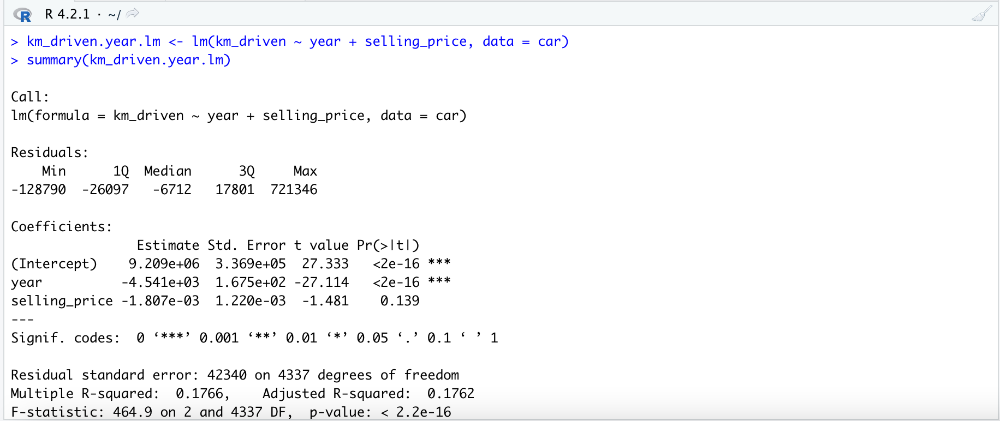 R R 4.2.1 · ~/
> km_driven.year.lm <- lm(km_driven ~ year + selling_price, data = car)
> summary(km_driven.year.lm)
Call:
lm(formula = km_driven ~ year + selling_price, data = car)
Residuals:
    Min      1Q  Median      3Q     Max
-128790  -26097   -6712   17801  721346
Coefficients:
                Estimate Std. Error t value Pr(>|t|)
(Intercept)    9.209e+06  3.369e+05  27.333   <2e-16 ***
year          -4.541e+03  1.675e+02 -27.114   <2e-16 ***
selling_price -1.807e-03  1.220e-03  -1.481    0.139
---
Signif. codes:  0 ‘***’ 0.001 ‘**’ 0.01 ‘*’ 0.05 ‘.’ 0.1 ‘ ’ 1
Residual standard error: 42340 on 4337 degrees of freedom
Multiple R-squared:  0.1766,    Adjusted R-squared:  0.1762
F-statistic: 464.9 on 2 and 4337 DF,  p-value: < 2.2e-16